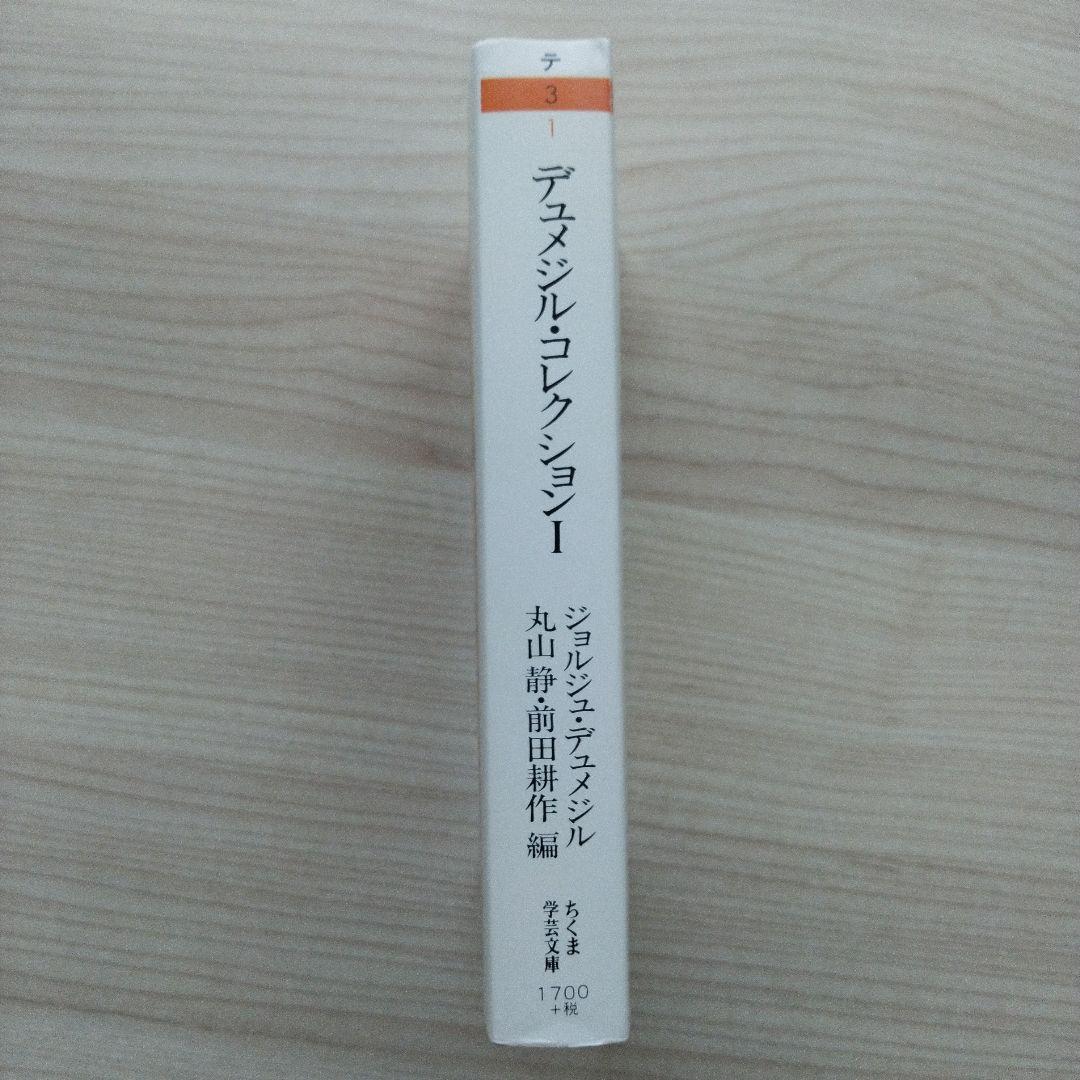 テ
3
1
デュメジル・コレクションⅠ
ジョルジュ・デュメジル
丸山 静・前田耕作 編
ちくま
学芸文庫
1700
+税